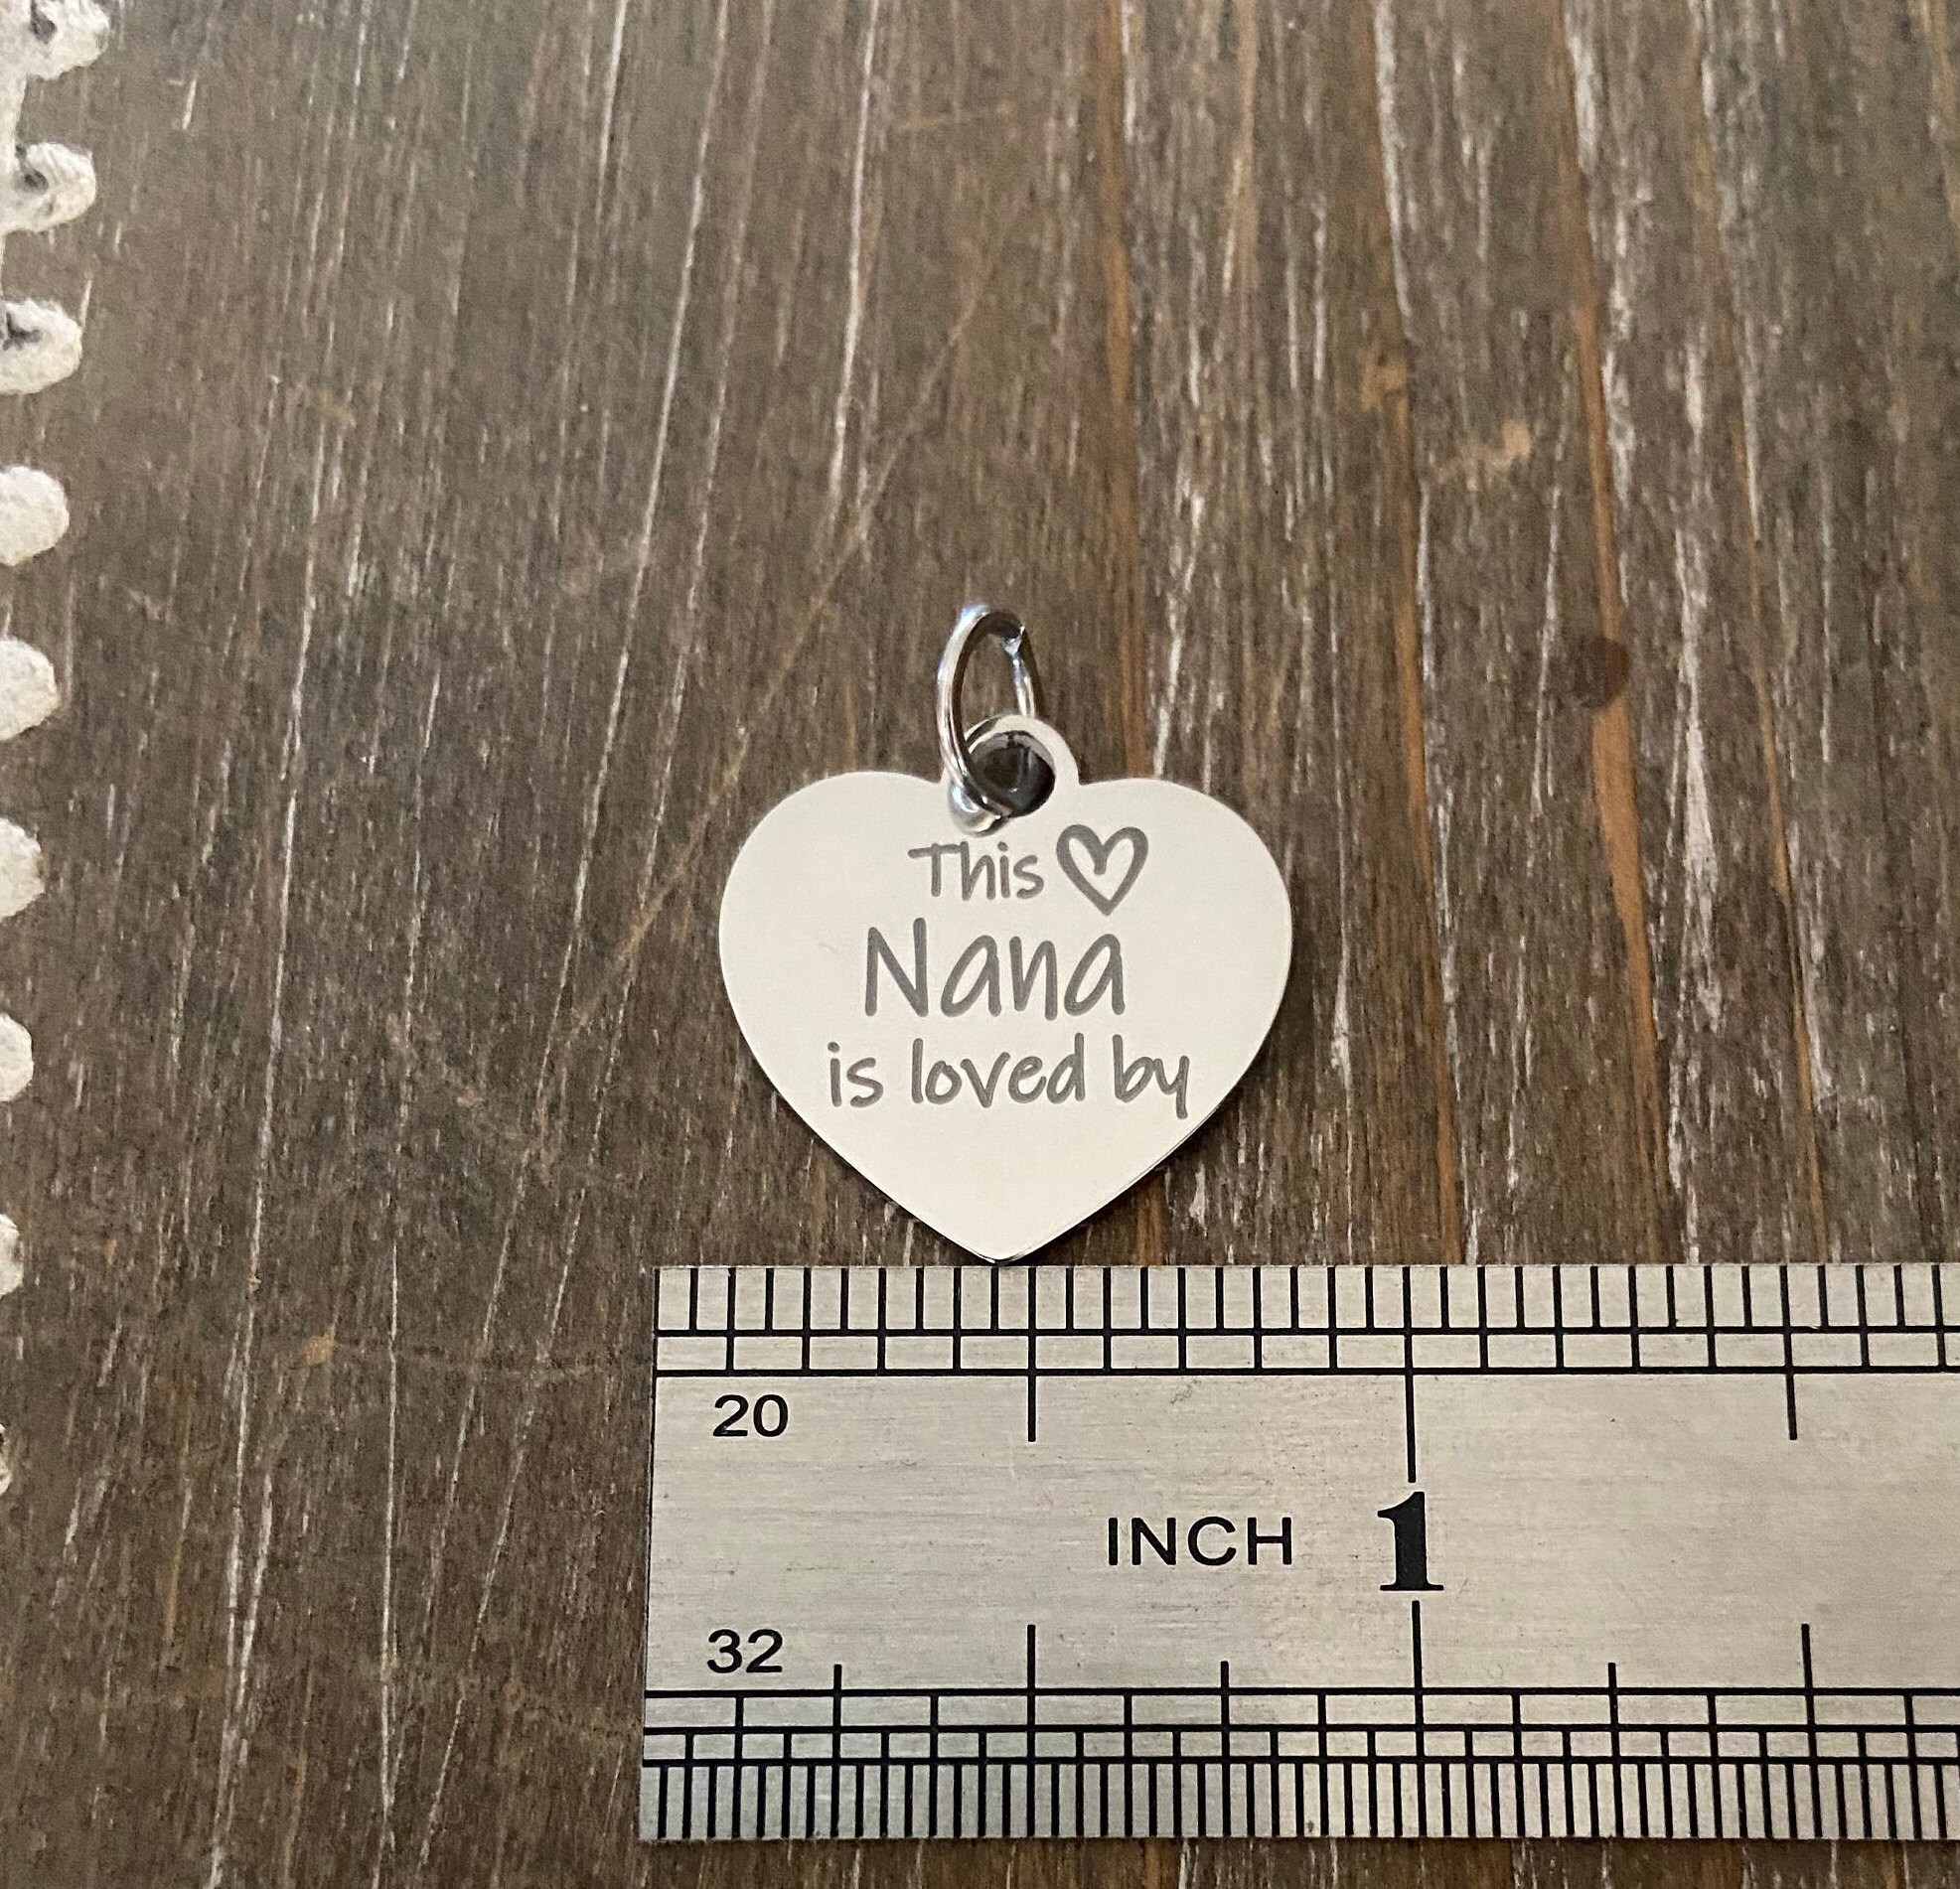 This ♡
Nana
is loved by
20
INCH 1
32